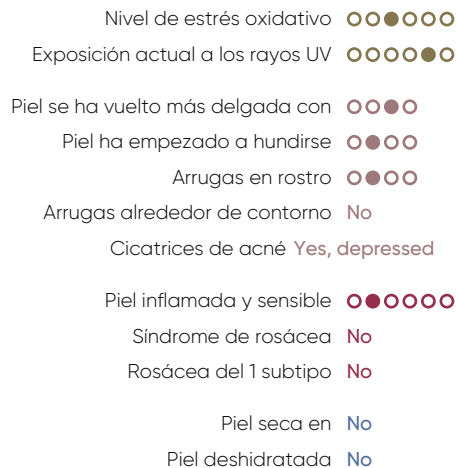 Nivel de estrés oxidativo
Exposición actual a los rayos UV
Piel se ha vuelto más delgada con
Piel ha empezado a hundirse
Arrugas en rostro
Arrugas alrededor de contorno No
Cicatrices de acné Yes, depressed
Piel inflamada y sensible
Síndrome de rosácea No
Rosácea del 1 subtipo No
Piel seca en No
Piel deshidratada No